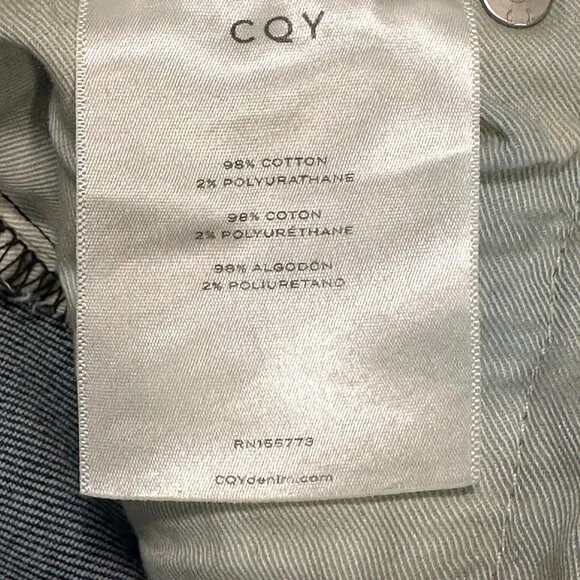 CQY
98% COTTON
2% POLYURATHANE
98% COTON
2% POLYURÉTHANE
98% ALGODÓN
2% POLIURETANO
RN155773
CQYdenim.com